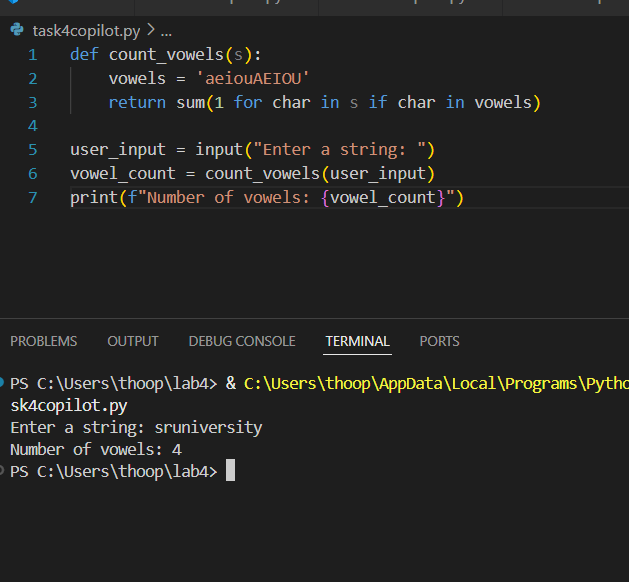 task4copilot.py > ...
1 def count_vowels(s):
2 vowels = 'aeiouAEIOU'
3 return sum(1 for char in s if char in vowels)
4
5 user_input = input("Enter a string: ")
6 vowel_count = count_vowels(user_input)
7 print(f"Number of vowels: {vowel_count}")
PROBLEMS OUTPUT DEBUG CONSOLE TERMINAL PORTS
PS C:\Users\thoop\lab4> & C:\Users\thoop\AppData\Local\Programs\Pytho
sk4copilot.py
Enter a string: sruniversity
Number of vowels: 4
PS C:\Users\thoop\lab4>